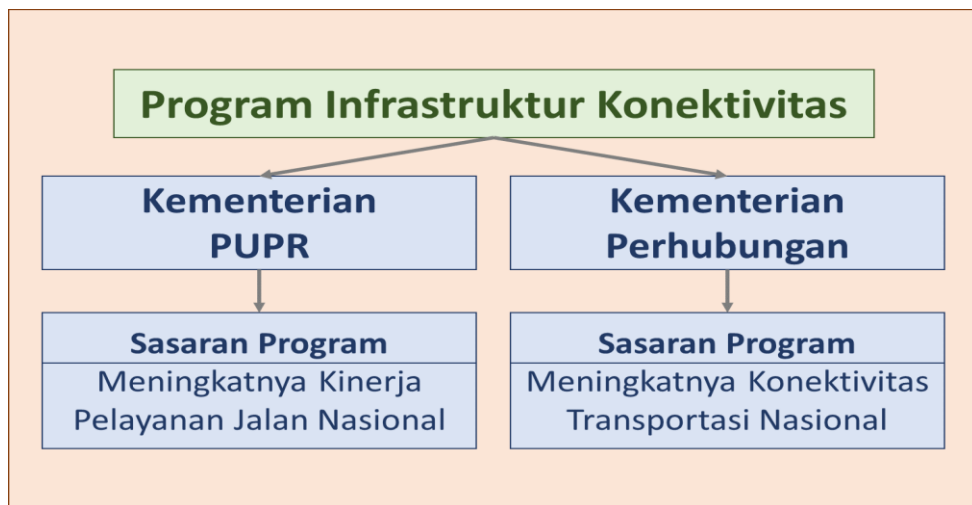 Program Infrastruktur Konektivitas
Kementerian
PUPR
Kementerian
Perhubungan
Sasaran Program
Meningkatnya Kinerja
Pelayanan Jalan Nasional
Sasaran Program
Meningkatnya Konektivitas
Transportasi Nasional